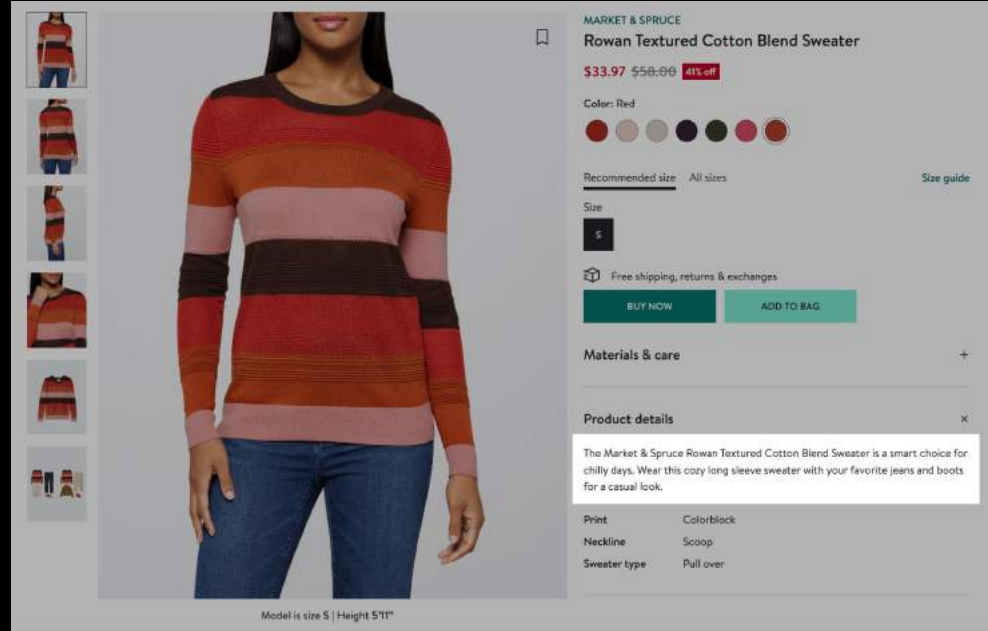 MARKET & SPRUCE
Rowan Textured Cotton Blend Sweater
$33.97 $58.00 41% off
Color: Red
Recommended size All sizes Size guide
Size
S
Free shipping, returns & exchanges
BUY NOW ADD TO BAG
Materials & care +
Product details ×
The Market & Spruce Rowan Textured Cotton Blend Sweater is a smart choice for
chilly days. Wear this cozy long sleeve sweater with your favorite jeans and boots
for a casual look.
Print Colorblock
Neckline Scoop
Sweater type Pull over
Model is size S | Height 5'11"